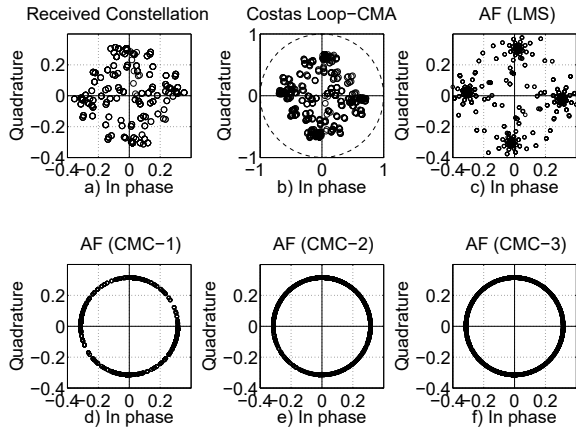 Received Constellation
Quadrature
0.2
0
−0.2
−0.4
−0.4 −0.2 0 0.2
a) In phase
Costas Loop−CMA
Quadrature
1
0
−1
−1 0 1
b) In phase
AF (LMS)
Quadrature
0.2
0
−0.2
−0.4
−0.4 −0.2 0 0.2
c) In phase
AF (CMC−1)
Quadrature
0.2
0
−0.2
−0.4
−0.4 −0.2 0 0.2
d) In phase
AF (CMC−2)
Quadrature
0.2
0
−0.2
−0.4
−0.4 −0.2 0 0.2
e) In phase
AF (CMC−3)
Quadrature
0.2
0
−0.2
−0.4
−0.4 −0.2 0 0.2
f) In phase